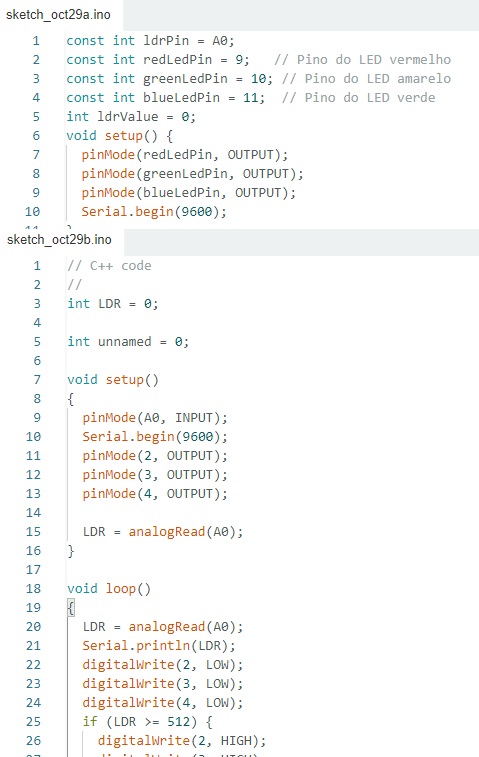 sketch_oct29a.ino
1 const int ldrPin = A0;
2 const int redLedPin = 9;   // Pino do LED vermelho
3 const int greenLedPin = 10; // Pino do LED amarelo
4 const int blueLedPin = 11;  // Pino do LED verde
5 int ldrValue = 0;
6 void setup() {
7   pinMode(redLedPin, OUTPUT);
8   pinMode(greenLedPin, OUTPUT);
9   pinMode(blueLedPin, OUTPUT);
10   Serial.begin(9600);
11 }
sketch_oct29b.ino
1 // C++ code
2 //
3 int LDR = 0;
4
5 int unnamed = 0;
6
7 void setup()
8 {
9   pinMode(A0, INPUT);
10   Serial.begin(9600);
11   pinMode(2, OUTPUT);
12   pinMode(3, OUTPUT);
13   pinMode(4, OUTPUT);
14
15   LDR = analogRead(A0);
16 }
17
18 void loop()
19 {
20   LDR = analogRead(A0);
21   Serial.println(LDR);
22   digitalWrite(2, LOW);
23   digitalWrite(3, LOW);
24   digitalWrite(4, LOW);
25   if (LDR >= 512) {
26     digitalWrite(2, HIGH);